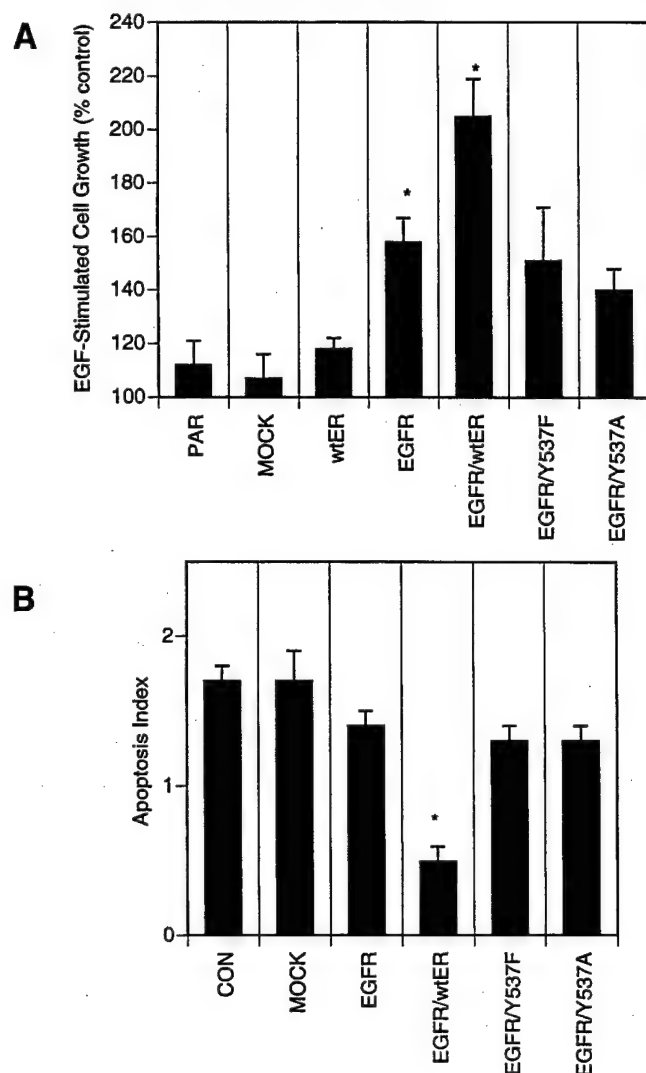 A
EGF-Stimulated Cell Growth (% control)
240
220
200
180
160
140
120
100
*
*
PAR
MOCK
wtER
EGFR
EGFR/wtER
EGFR/Y537F
EGFR/Y537A
B
Apoptosis Index
2
1
0
*
CON
MOCK
EGFR
EGFR/wtER
EGFR/Y537F
EGFR/Y537A